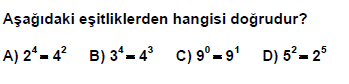 Aşağıdaki eşitliklerden hangisi doğrudur?
A) 2⁴ = 4² B) 3⁴ = 4³ C) 9⁰ = 9¹ D) 5² = 2⁵